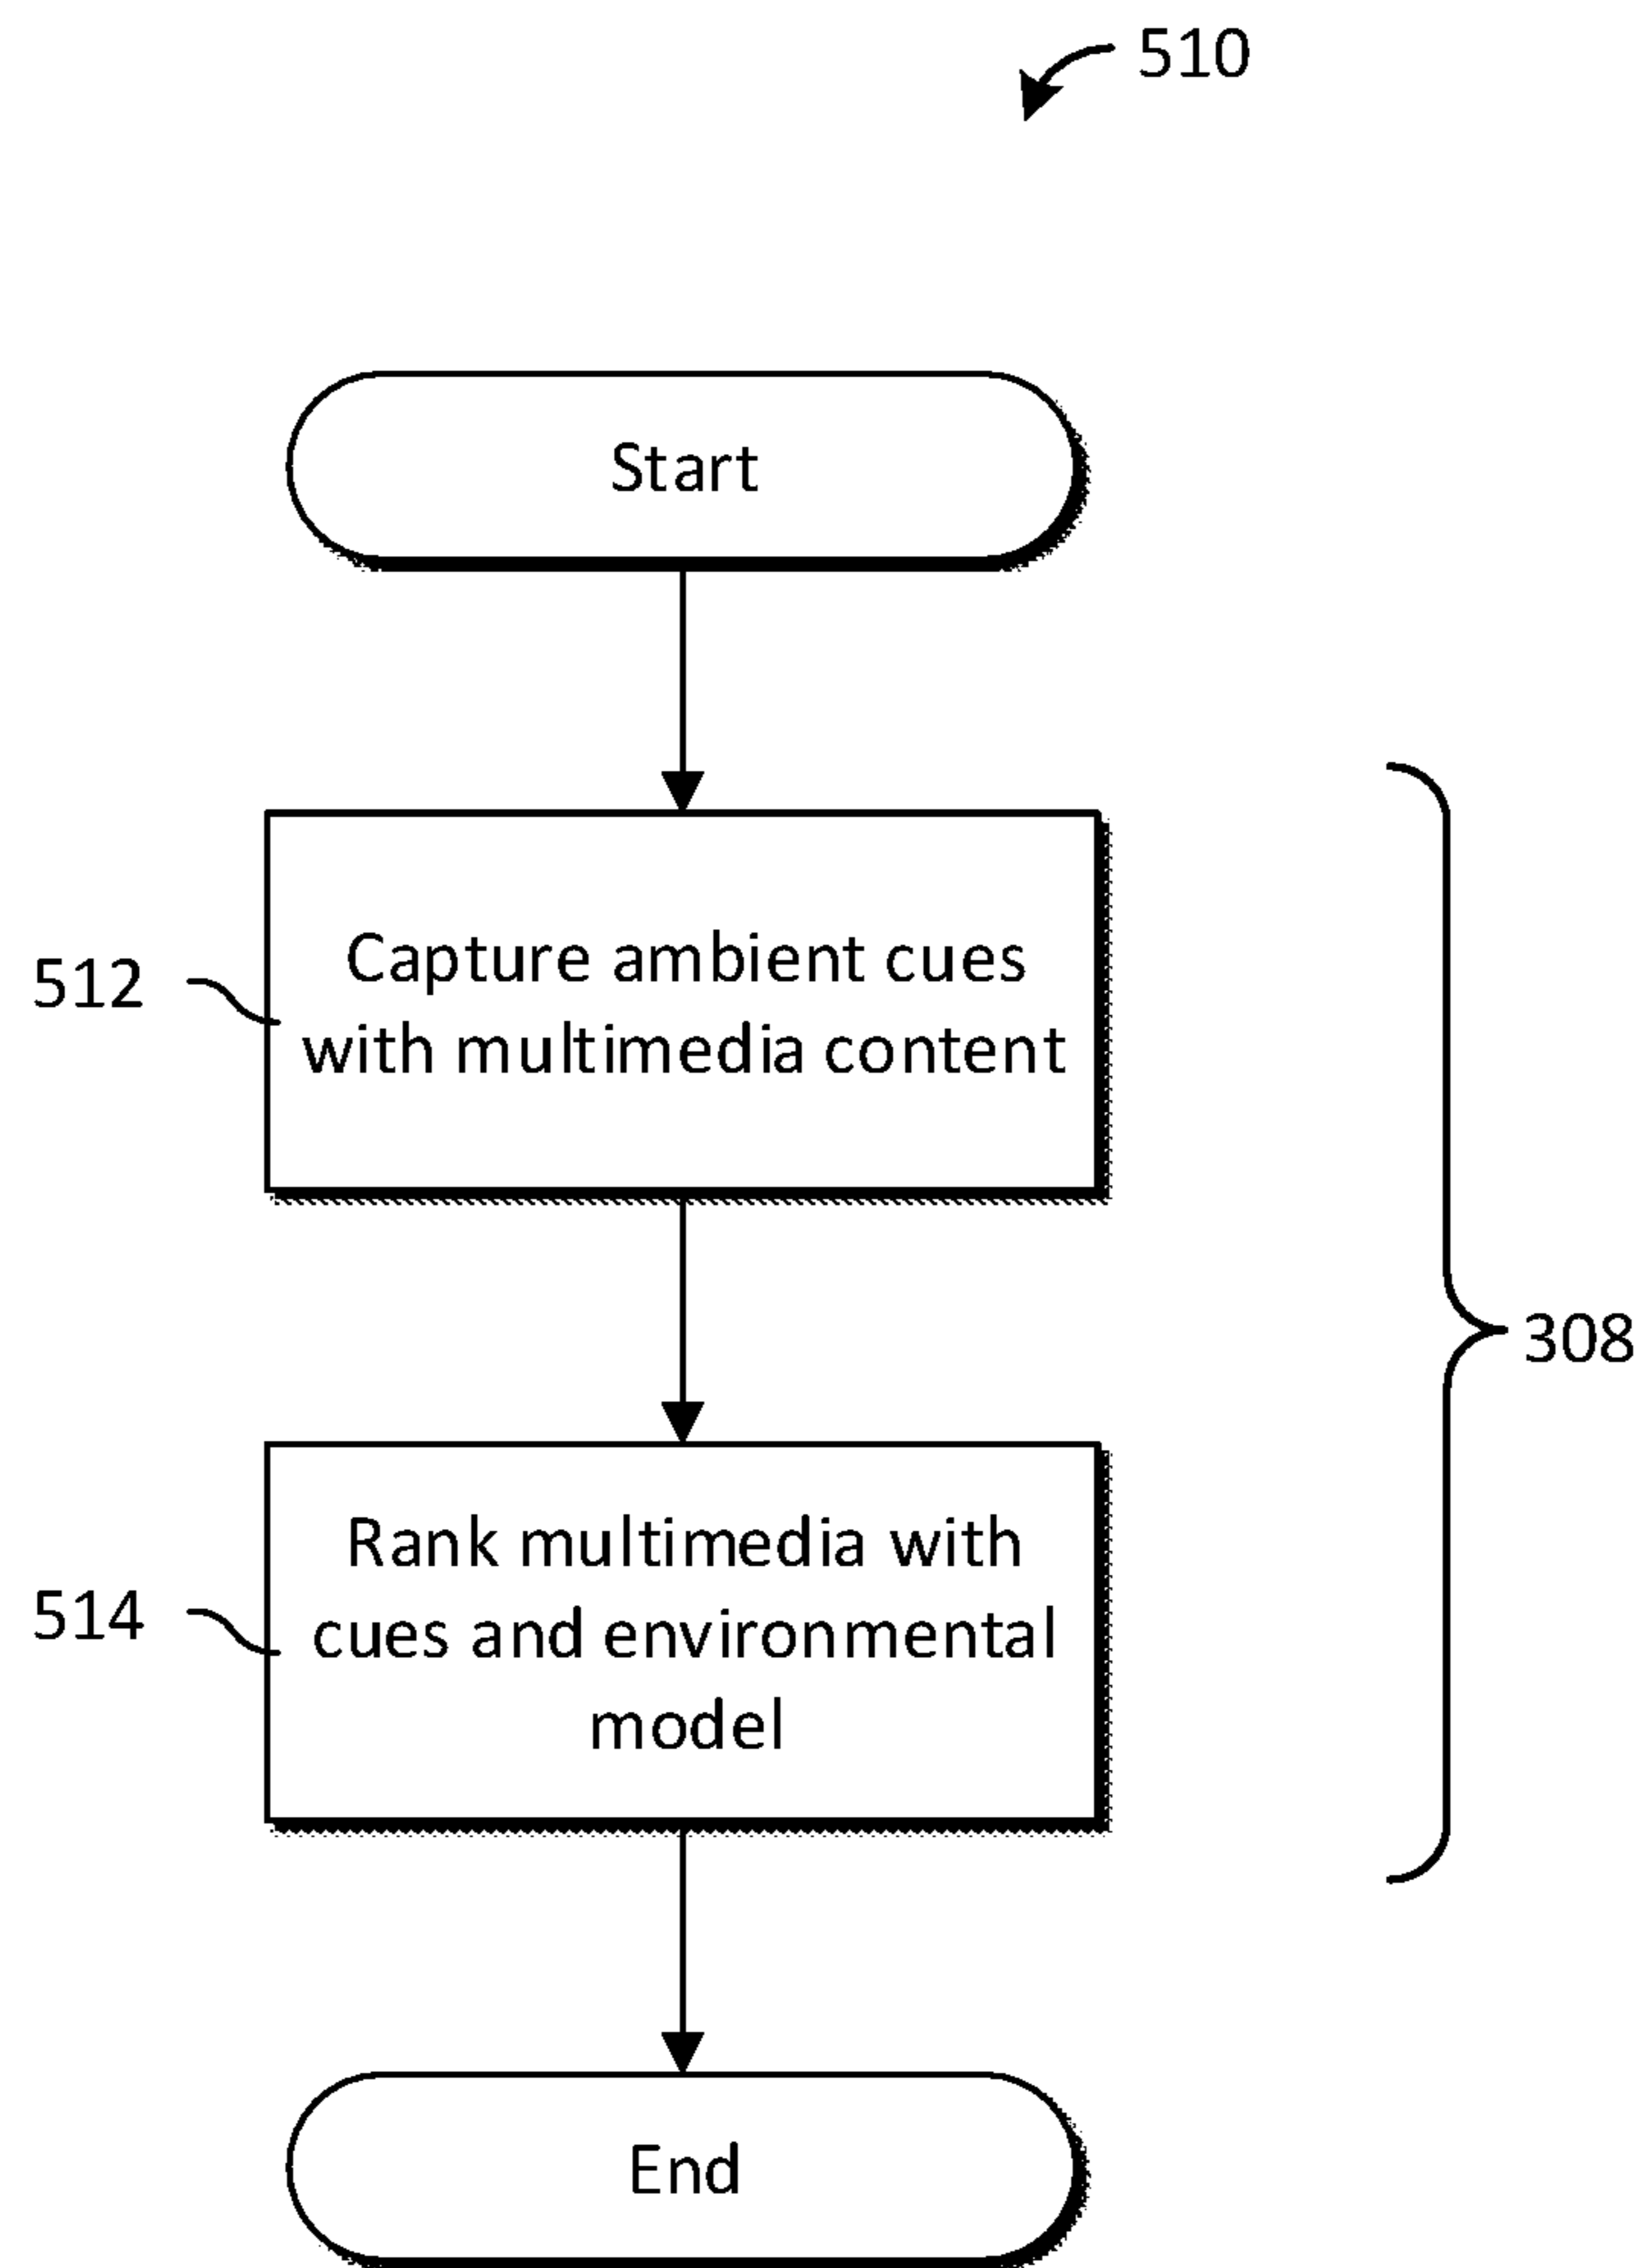 510
Start
Capture ambient cues
512
with multimedia content
308
Rank multimedia with
514
cues and environmental
model
End